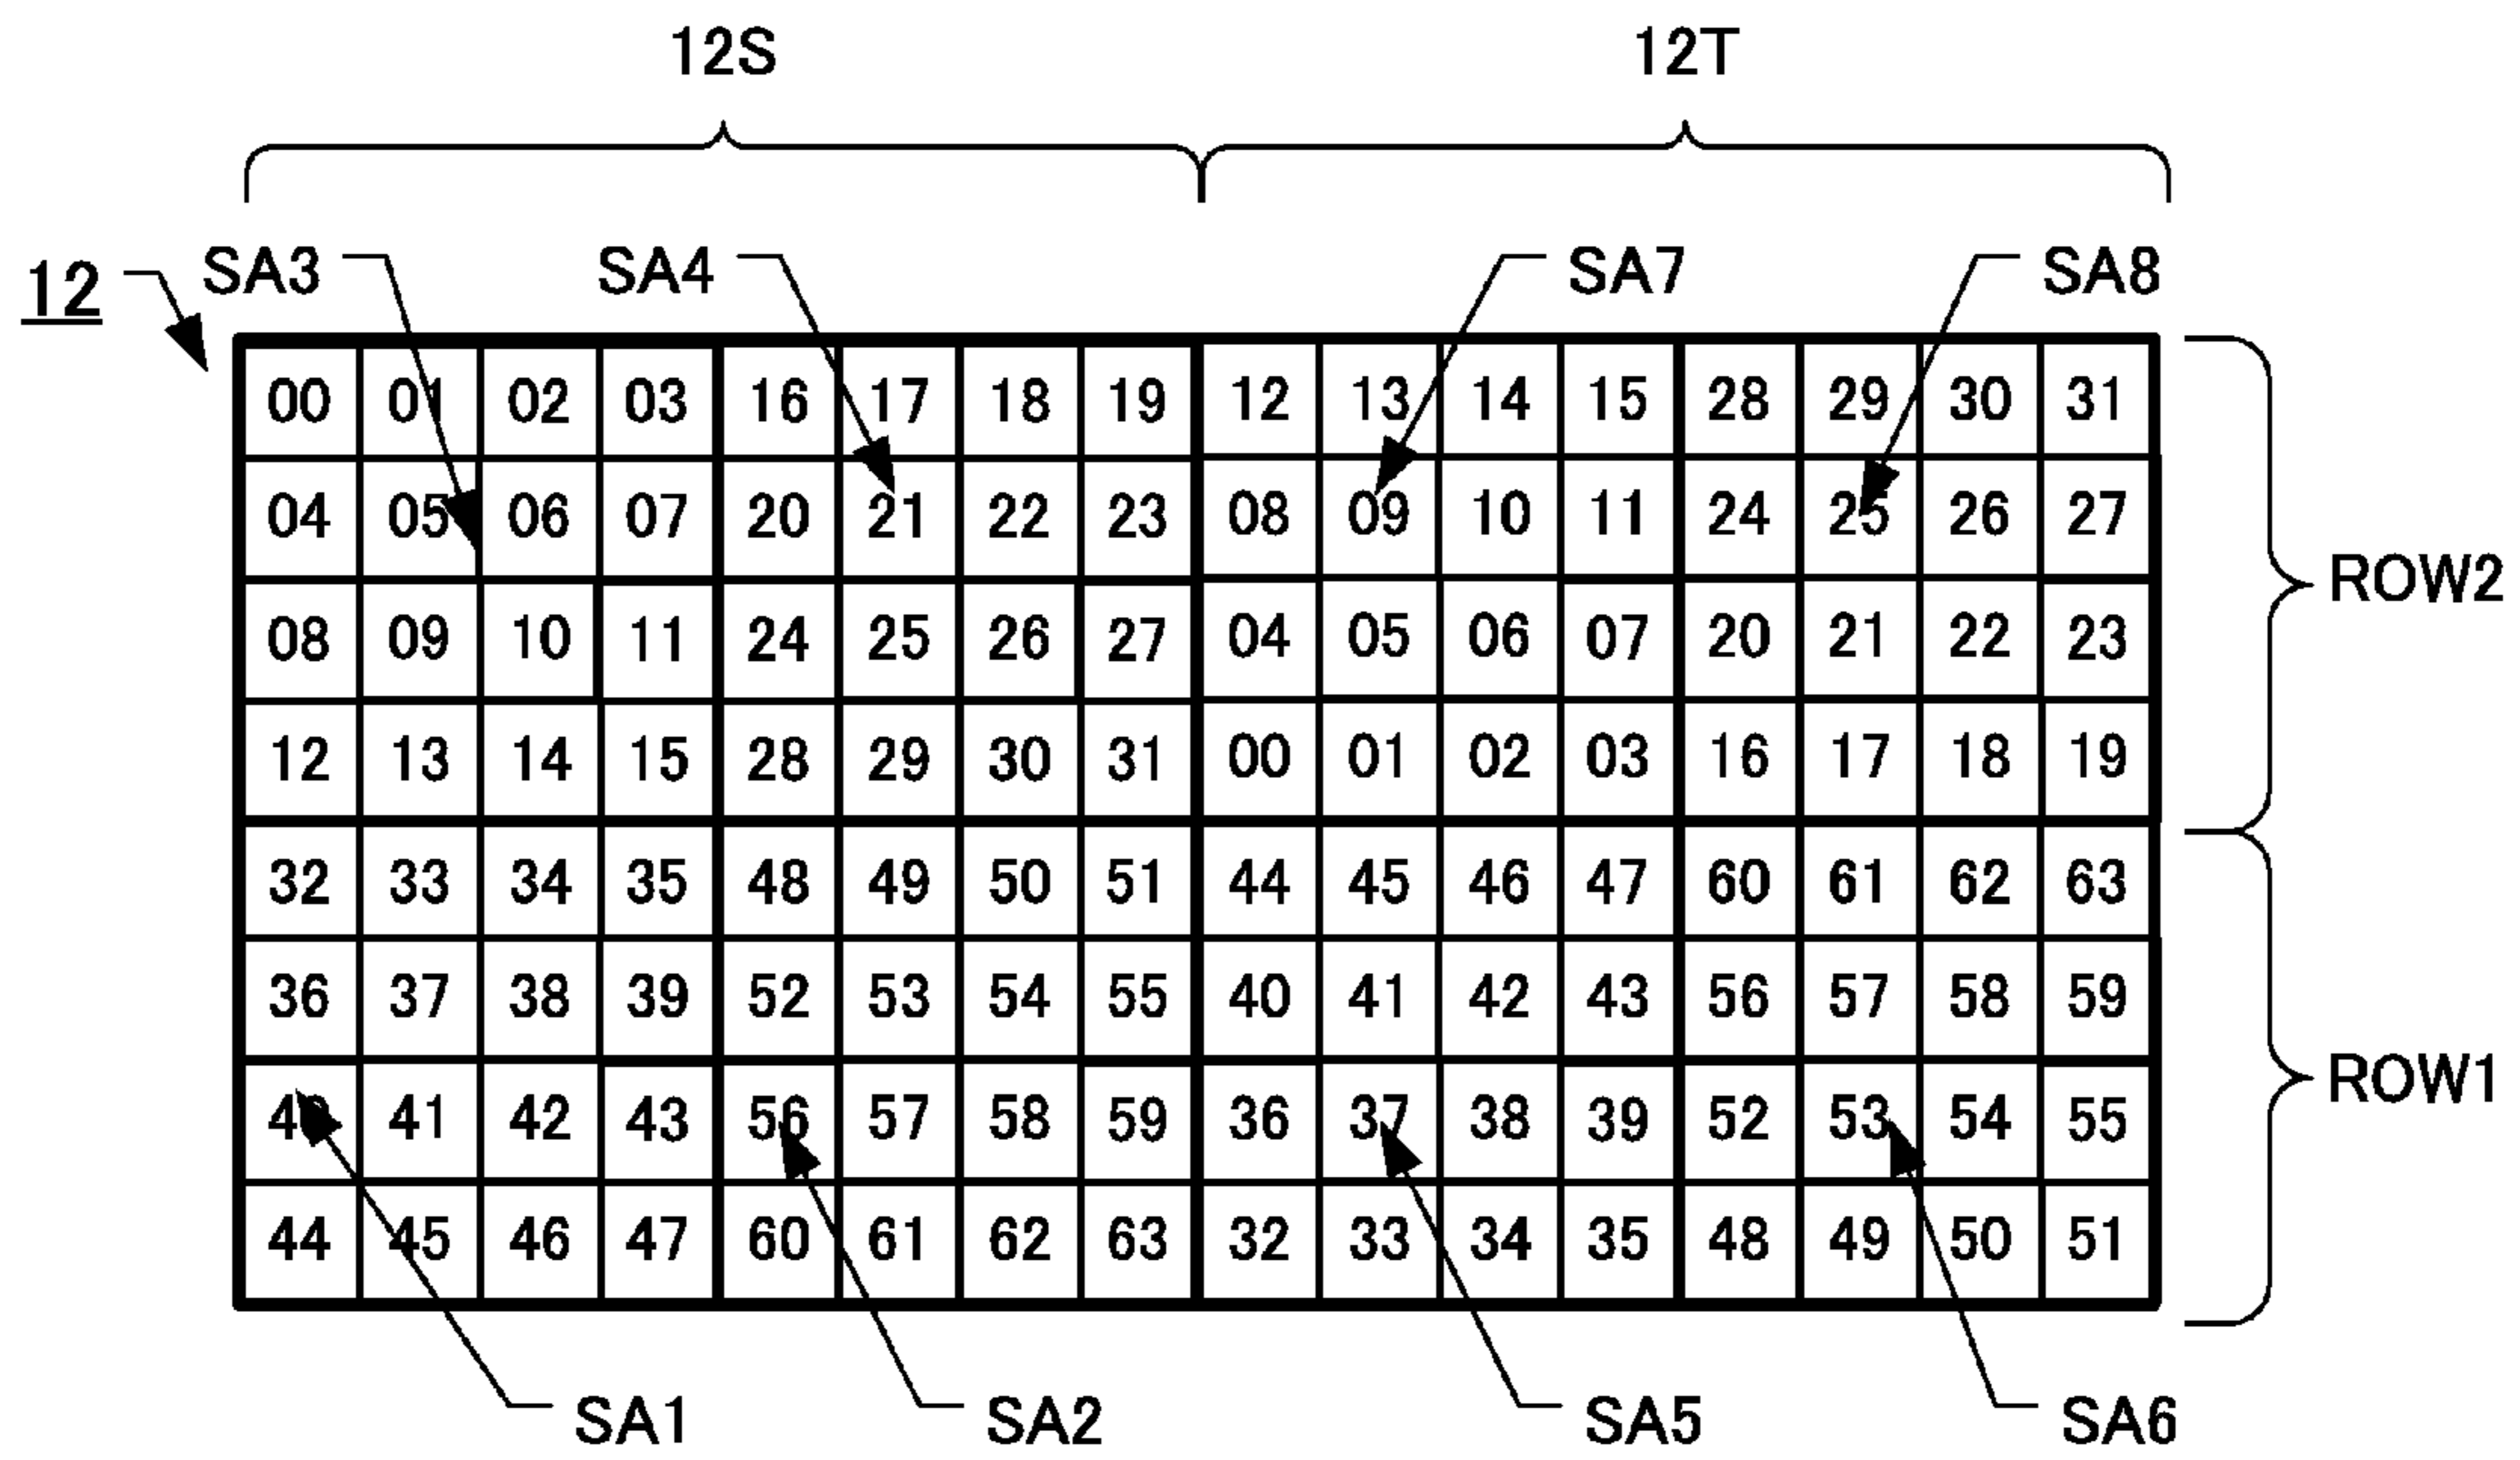 12S 12T
12 SA3 SA4 SA7 SA8
00 01 02 03 16 17 18 19 12 13 14 15 28 29 30 31
04 05 06 07 20 21 22 23 08 09 10 11 24 25 26 27
ROW2
08 09 10 11 24 25 26 27 04 05 06 07 20 21 22 23
12 13 14 15 28 29 30 31 00 01 02 03 16 17 18 19
32 33 34 35 48 49 50 51 44 45 46 47 60 61 62 63
36 37 38 39 52 53 54 55 40 41 42 43 56 57 58 59
ROW1
40 41 42 43 56 57 58 59 36 37 38 39 52 53 54 55
44 45 46 47 60 61 62 63 32 33 34 35 48 49 50 51
SA1 SA2 SA5 SA6